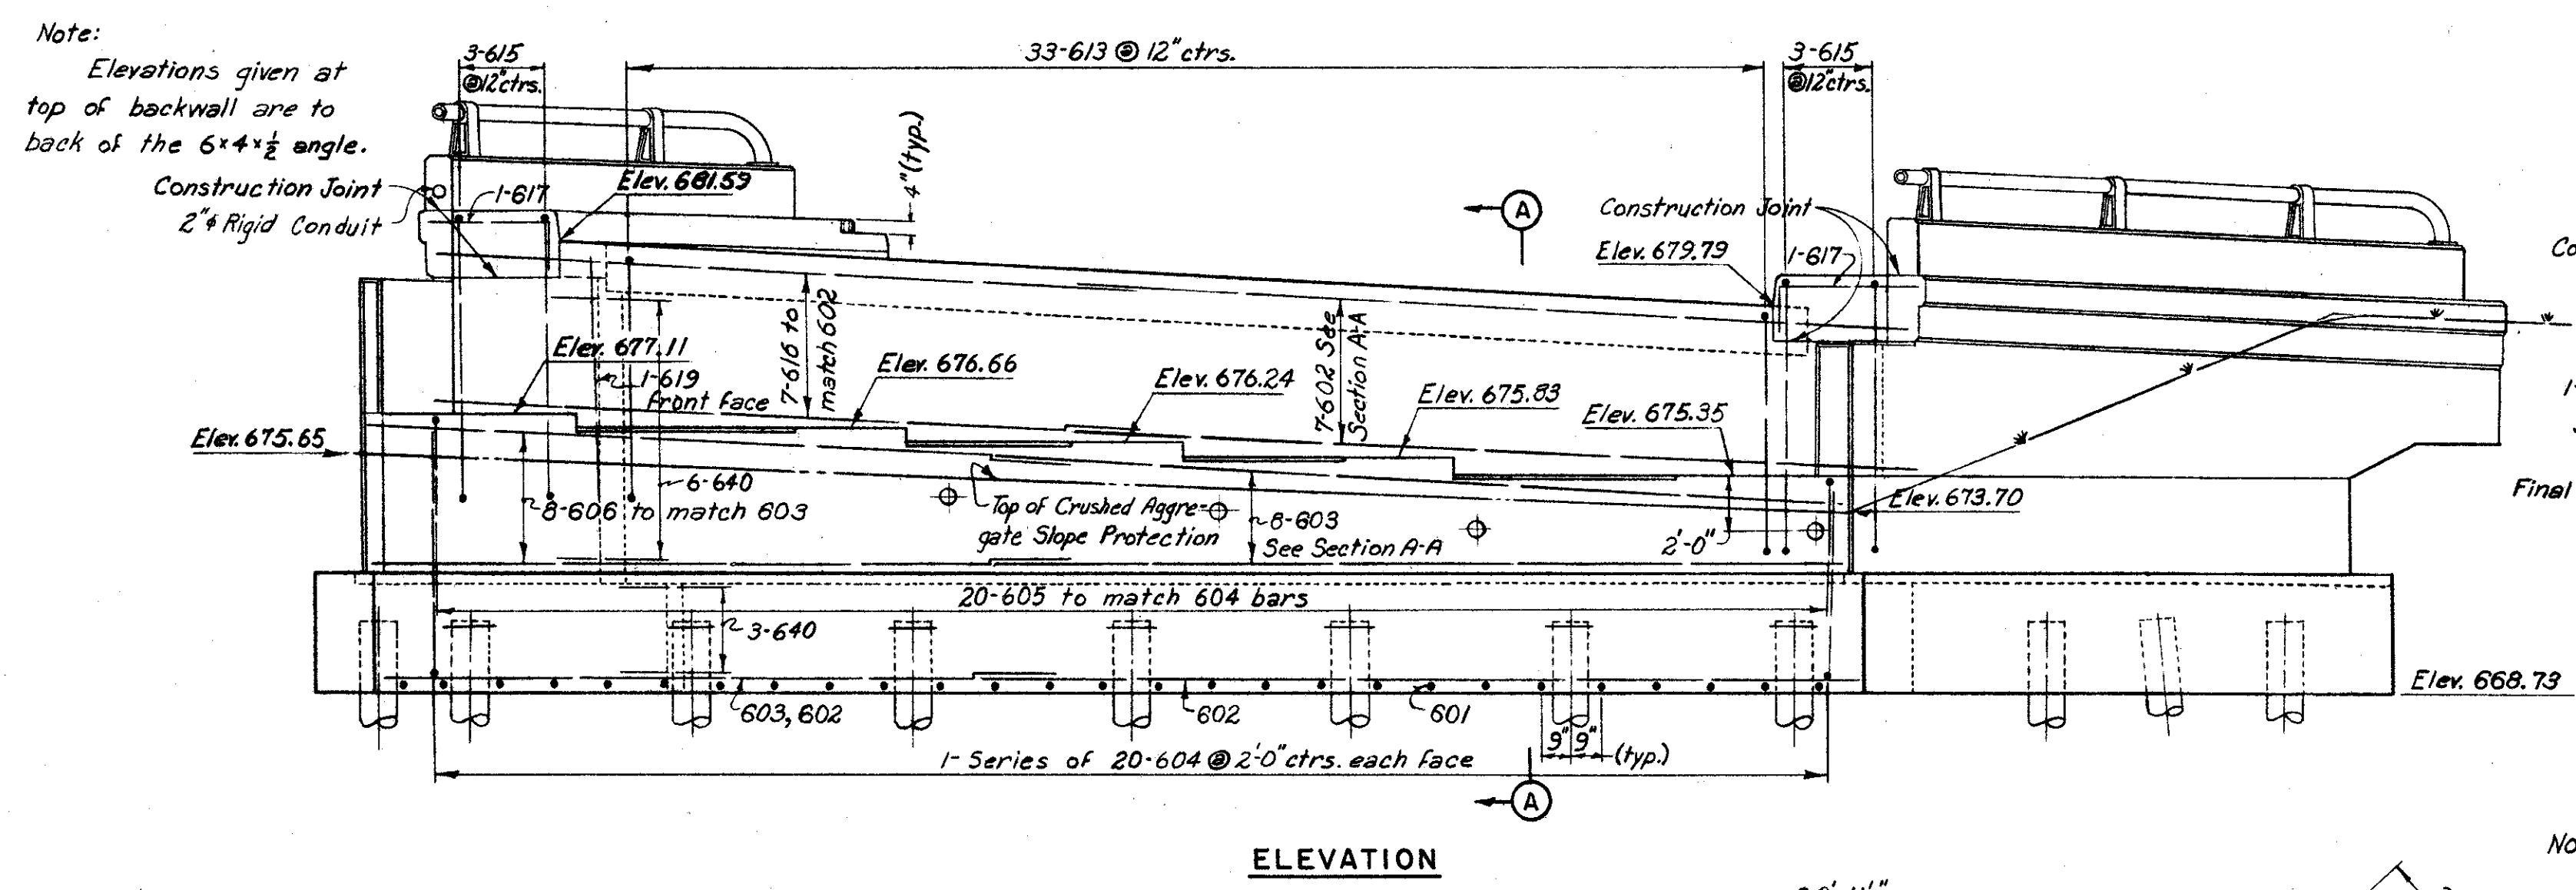 Note:
Elevations given at
top of backwall are to
back of the 6×4×½ angle.
3-615
@12"ctrs.
33-613 @ 12"ctrs.
3-615
@12"ctrs.
4"(typ.)
Construction Joint
2"ϕ Rigid Conduit
1-617
Elev. 681.59
A
Construction Joint
Elev. 679.79
1-617
Elev. 677.11
1-619
front face
7-616 to
match 602
Elev. 676.66
Elev. 676.24
7-602 See
Section A-A
Elev. 675.83
Elev. 675.35
Elev. 675.65
6-640
8-606 to match 603
Top of Crushed Aggre-
gate Slope Protection
8-603
See Section A-A
2'-0"
Elev. 673.70
Final
20-605 to match 604 bars
3-640
603, 602
602
601
9" 9" (typ.)
Elev. 668.73
1-Series of 20-604 @ 2'-0"ctrs. each face
A
ELEVATION